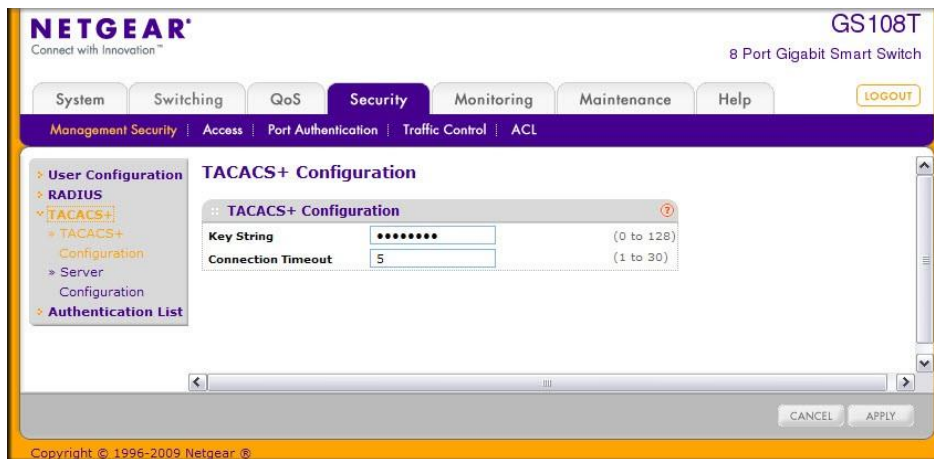 NETGEAR®
Connect with Innovation™
GS108T
8 Port Gigabit Smart Switch
System Switching QoS Security Monitoring Maintenance Help LOGOUT
Management Security | Access | Port Authentication | Traffic Control | ACL
User Configuration
RADIUS
TACACS+
» TACACS+
Configuration
» Server
Configuration
Authentication List
TACACS+ Configuration
TACACS+ Configuration ?
Key String •••••••• (0 to 128)
Connection Timeout 5 (1 to 30)
CANCEL APPLY
Copyright © 1996-2009 Netgear ®